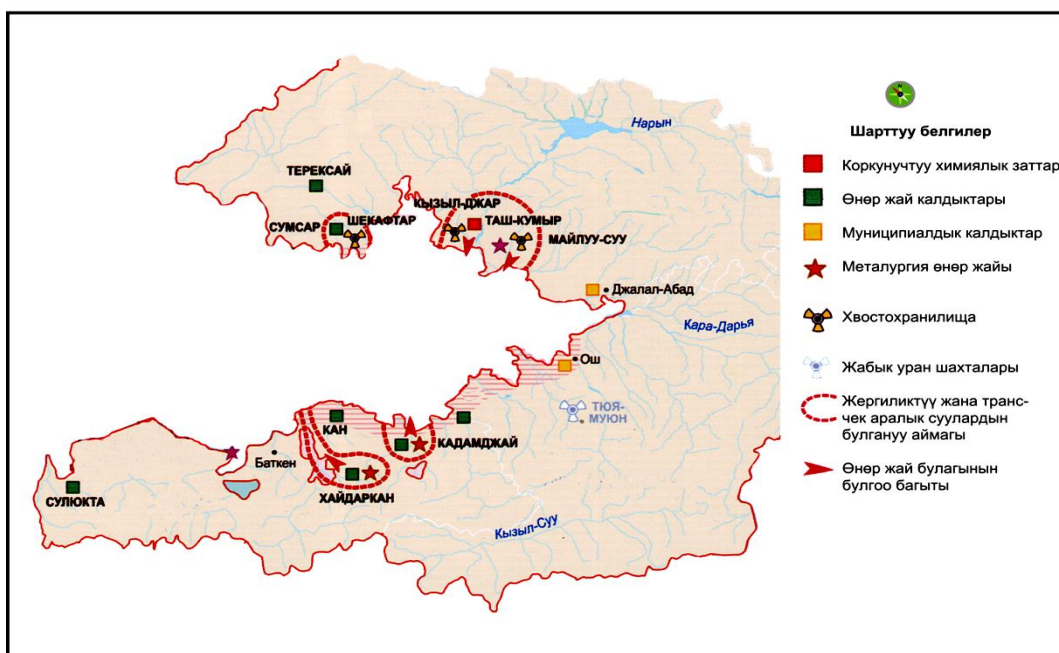 Нарын
ТЕРЕКСАЙ
КЫЗЫЛ-ДЖАР
СУМСАР
ШЕКАФТАР
ТАШ-КУМЫР
МАЙЛУУ-СУУ
Джалал-Абад
Кара-Дарья
Ош
ТЮЯ-
МУЮН
КАН
КАДАМДЖАЙ
Баткен
ХАЙДАРКАН
СУЛЮКТА
Кызыл-Суу
Шарттуу белгилер
Коркунучтуу химиялык заттар
Өнөр жай калдыктары
Муниципиалдык калдыктар
Металургия өнөр жайы
Хвостохранилища
Жабык уран шахталары
Жергиликтүү жана транс-
чек аралык суулардын
булгануу аймагы
Өнөр жай булагынын
булгоо багыты